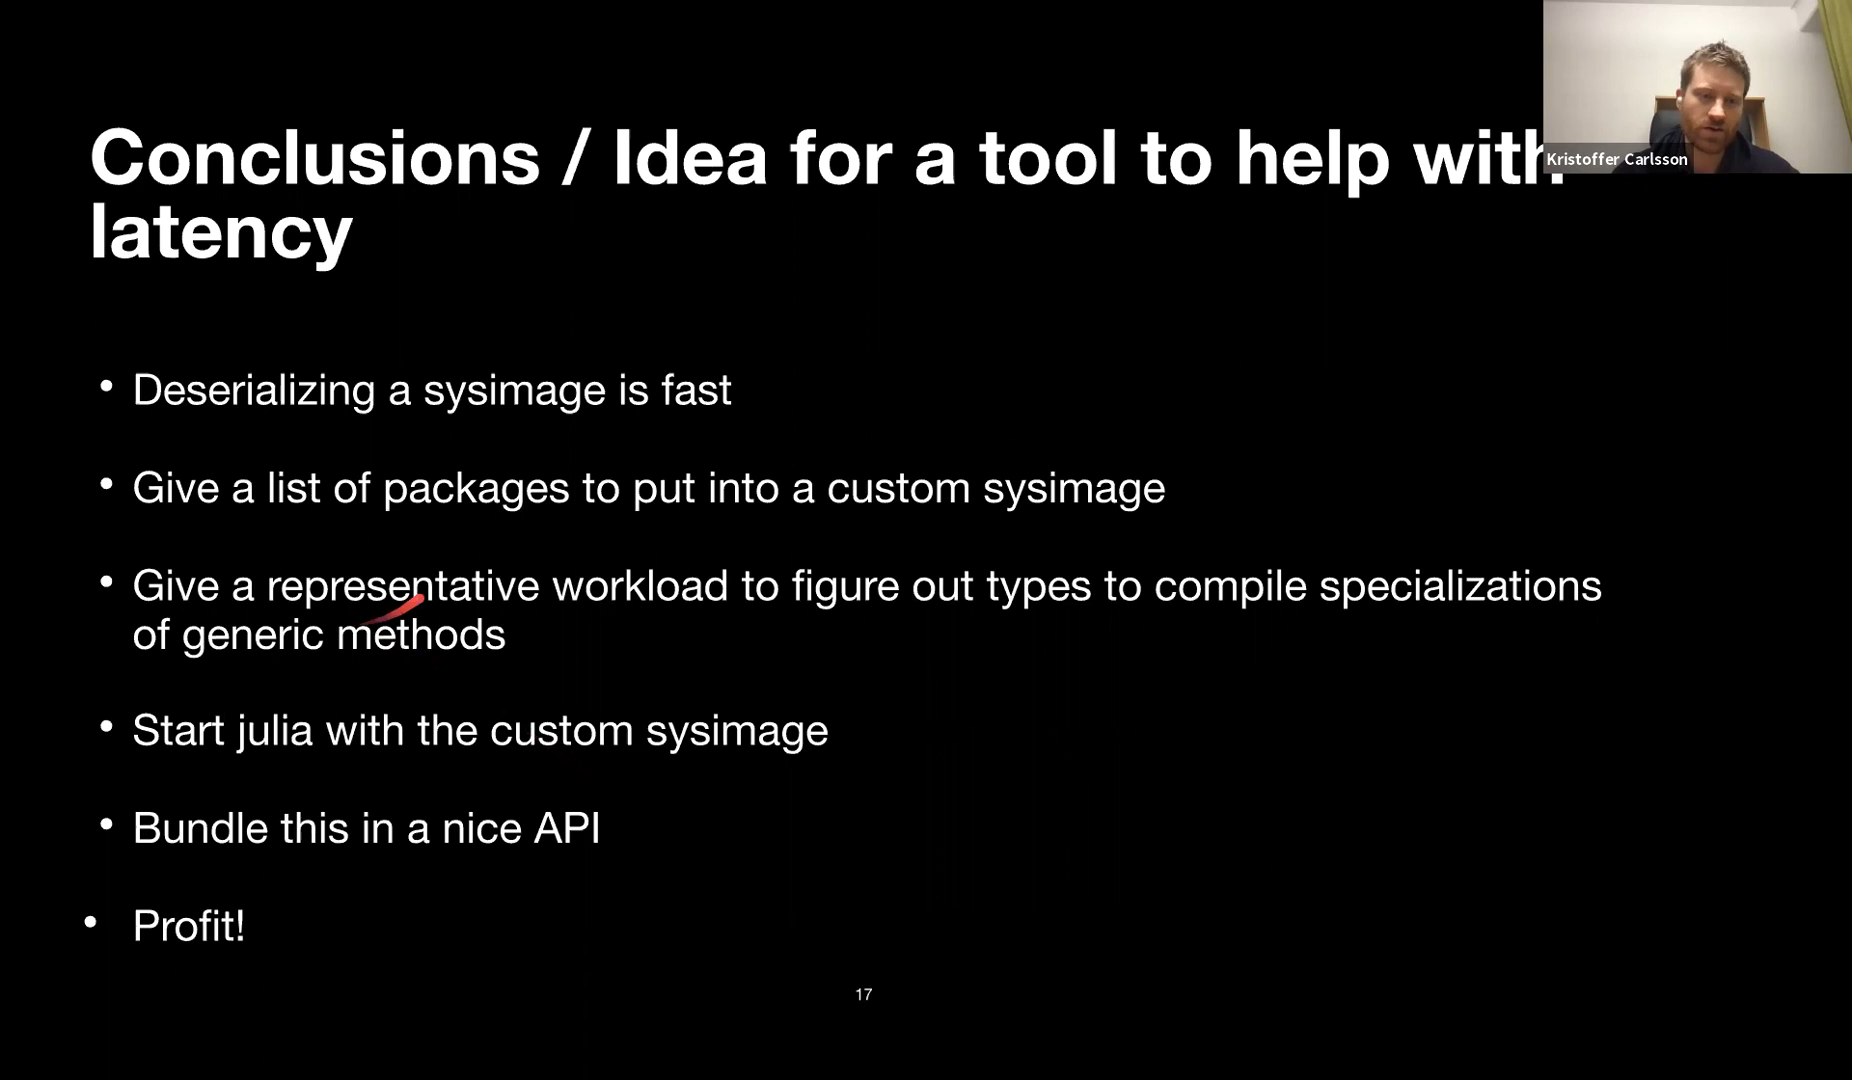 Conclusions / Idea for a tool to help with
latency
Kristoffer Carlsson
• Deserializing a sysimage is fast
• Give a list of packages to put into a custom sysimage
• Give a representative workload to figure out types to compile specializations
of generic methods
• Start julia with the custom sysimage
• Bundle this in a nice API
• Profit!
17